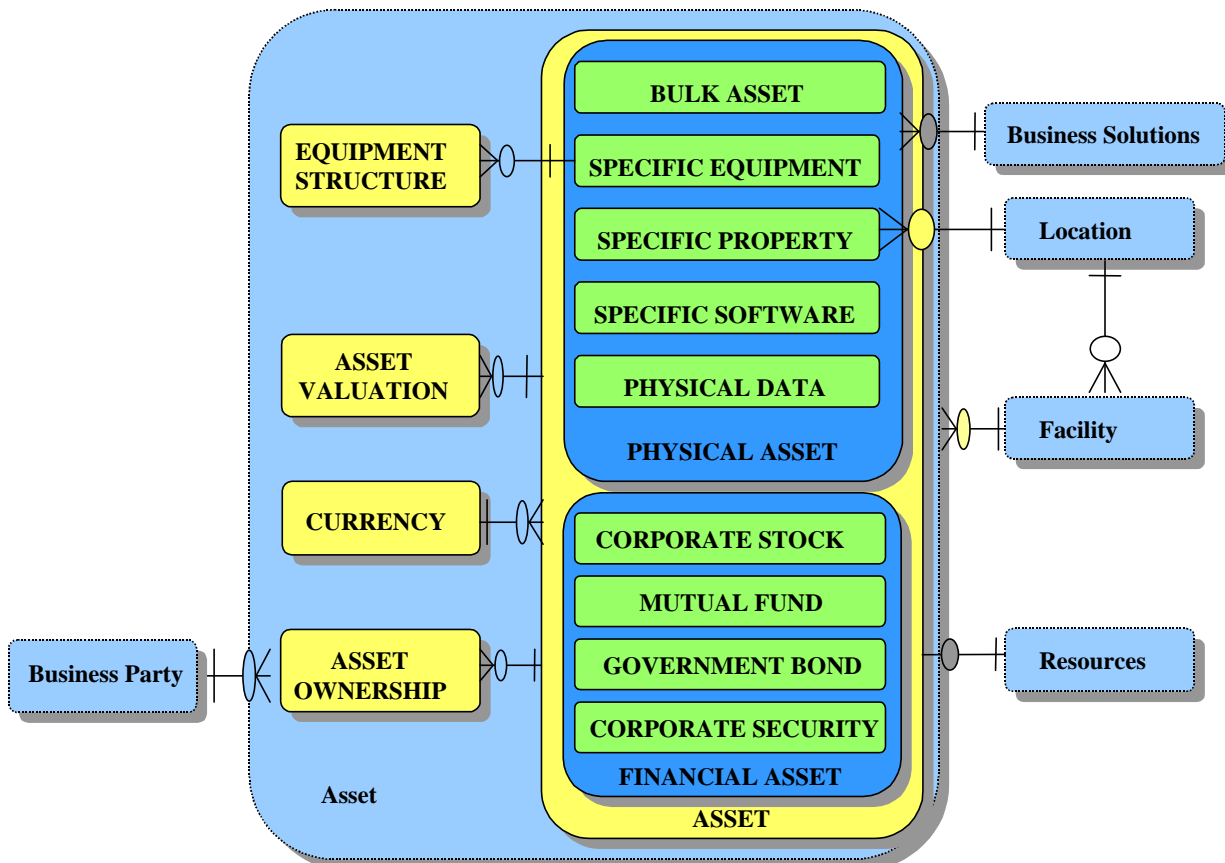 BULK ASSET
Business Solutions
EQUIPMENT
STRUCTURE
SPECIFIC EQUIPMENT
SPECIFIC PROPERTY
Location
SPECIFIC SOFTWARE
ASSET
VALUATION
PHYSICAL DATA
Facility
PHYSICAL ASSET
CURRENCY
CORPORATE STOCK
MUTUAL FUND
Business Party
ASSET
OWNERSHIP
GOVERNMENT BOND
Resources
CORPORATE SECURITY
FINANCIAL ASSET
Asset
ASSET